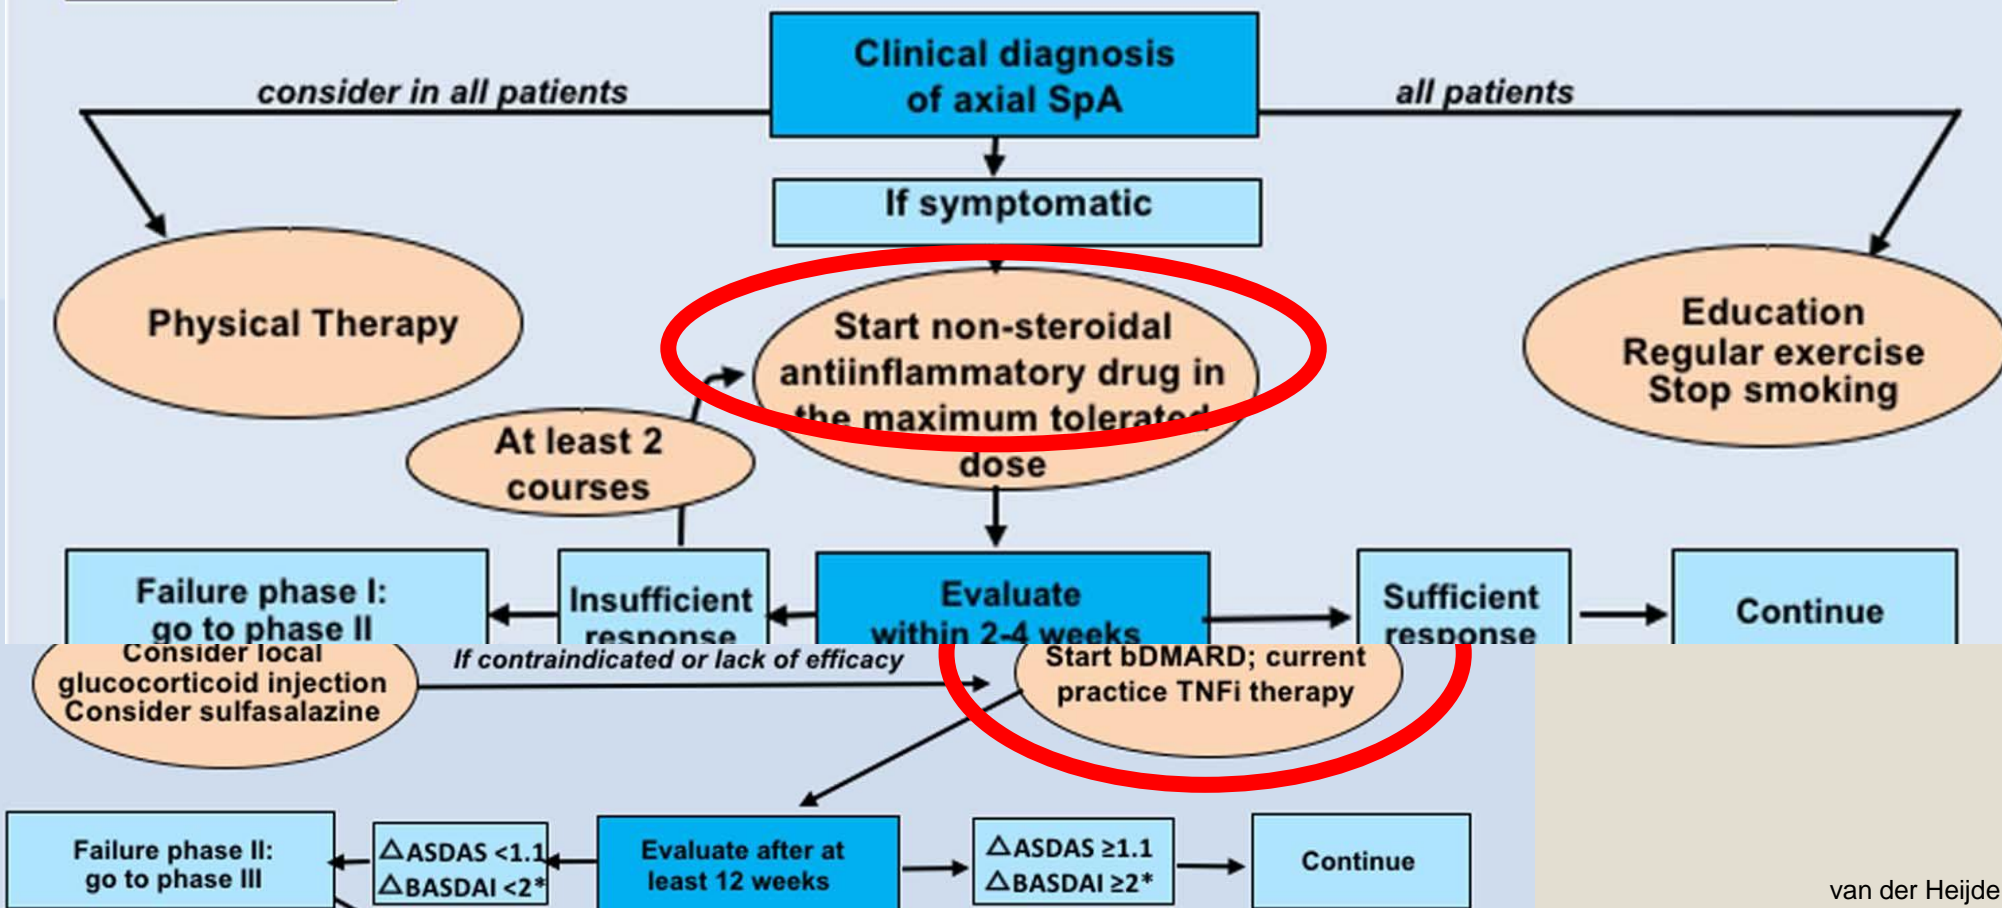 Clinical diagnosis
of axial SpA
consider in all patients
all patients
If symptomatic
Physical Therapy
Start non-steroidal
antiinflammatory drug in
the maximum tolerated
dose
Education
Regular exercise
Stop smoking
At least 2
courses
Failure phase I:
go to phase II
Insufficient
response
Evaluate
within 2-4 weeks
Sufficient
response
Continue
Consider local
glucocorticoid injection
Consider sulfasalazine
If contraindicated or lack of efficacy
Start bDMARD; current
practice TNFi therapy
Failure phase II:
go to phase III
△ASDAS <1.1
△BASDAI <2*
Evaluate after at
least 12 weeks
△ASDAS ≥1.1
△BASDAI ≥2*
Continue
van der Heijde